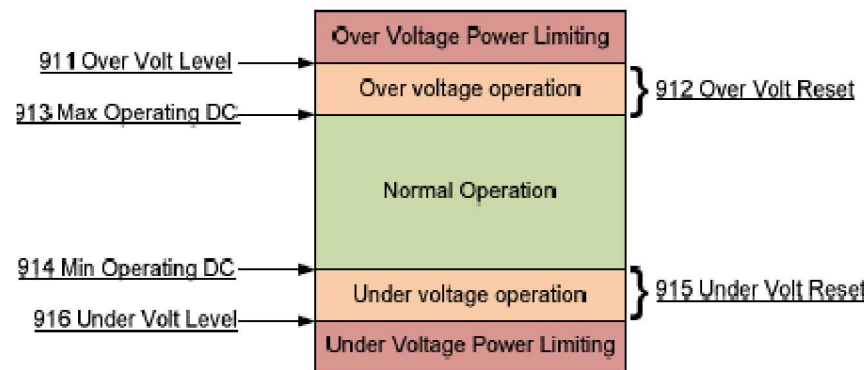 Over Voltage Power Limiting
911 Over Volt Level
Over voltage operation
912 Over Volt Reset
913 Max Operating DC
Normal Operation
914 Min Operating DC
Under voltage operation
915 Under Volt Reset
916 Under Volt Level
Under Voltage Power Limiting